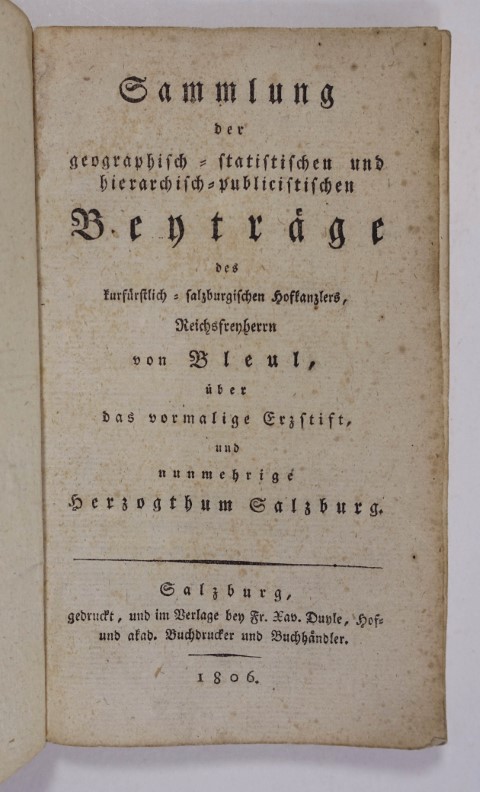 Sammlung
der
geographisch-statistischen und
hierarchisch-publicistischen
Beyträge
des
kurfürstlich-salzburgischen Hofkanzlers,
Reichsfreyherrn
von Bleul,
über
das vormalige Erzstift,
und
nunmehrige
Herzogthum Salzburg.
Salzburg,
gedruckt, und im Verlage bey Fr. Xav. Duyle, Hof-
und akad. Buchdrucker und Buchhändler.
1806.